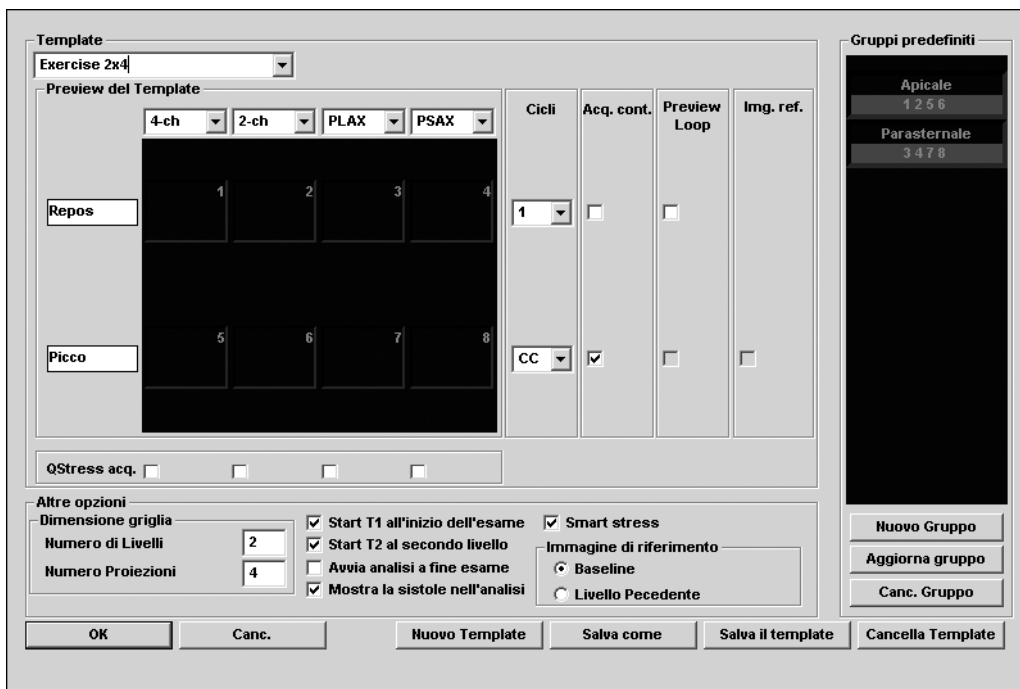 Template
Exercise 2x4
Preview del Template
4-ch
2-ch
PLAX
PSAX
Cicli
Acq. cont.
Preview
Loop
Img. ref.
1
2
3
4
Repos
1
5
6
7
8
Picco
CC
QStress acq.
Altre opzioni
Dimensione griglia
Numero di Livelli
2
Numero Proiezioni
4
Start T1 all'inizio dell'esame
Start T2 al secondo livello
Avvia analisi a fine esame
Mostra la sistole nell'analisi
Smart stress
Immagine di riferimento
Baseline
Livello Pecedente
Gruppi predefiniti
Apicale
1 2 5 6
Parasternale
3 4 7 8
Nuovo Gruppo
Aggiorna gruppo
Canc. Gruppo
OK
Canc.
Nuovo Template
Salva come
Salva il template
Cancella Template